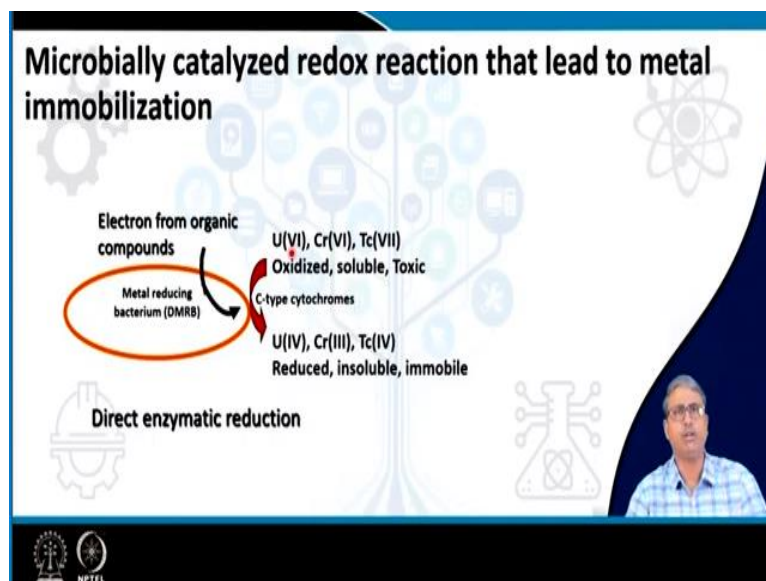 Microbially catalyzed redox reaction that lead to metal
immobilization
Electron from organic
compounds
U(VI), Cr(VI), Tc(VII)
Oxidized, soluble, Toxic
Metal reducing
bacterium (DMRB)
C-type cytochromes
U(IV), Cr(III), Tc(IV)
Reduced, insoluble, immobile
Direct enzymatic reduction
NPTEL